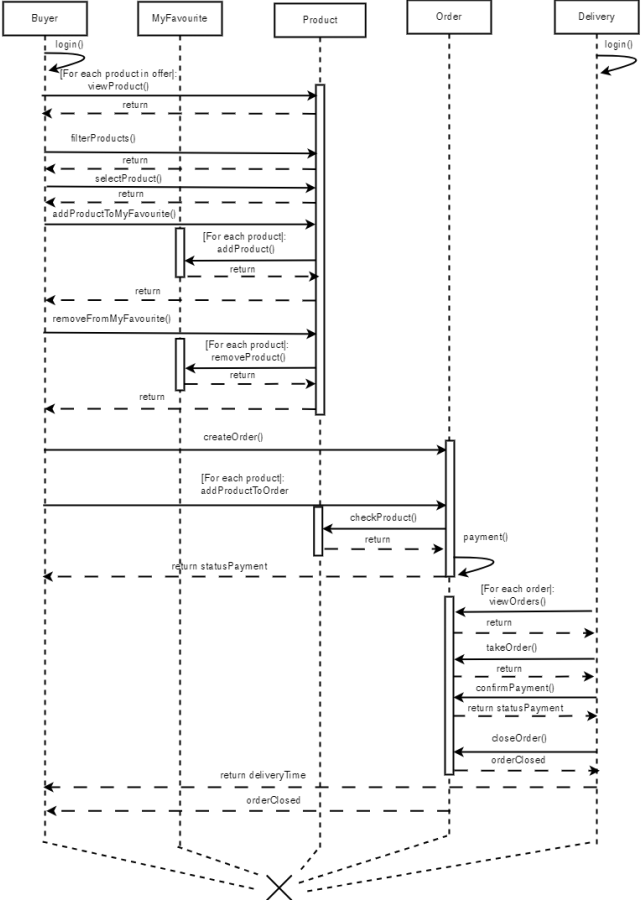 Buyer
MyFavourite
Product
Order
Delivery
login()
login()
[For each product in offer]:
viewProduct()
return
filterProducts()
return
selectProduct()
return
addProductToMyFavourite()
[For each product]:
addProduct()
return
return
removeFromMyFavourite()
[For each product]:
removeProduct()
return
return
createOrder()
[For each product]:
addProductToOrder
checkProduct()
return
payment()
return statusPayment
[For each order]:
viewOrders()
return
takeOrder()
return
confirmPayment()
return statusPayment
closeOrder()
orderClosed
return deliveryTime
orderClosed